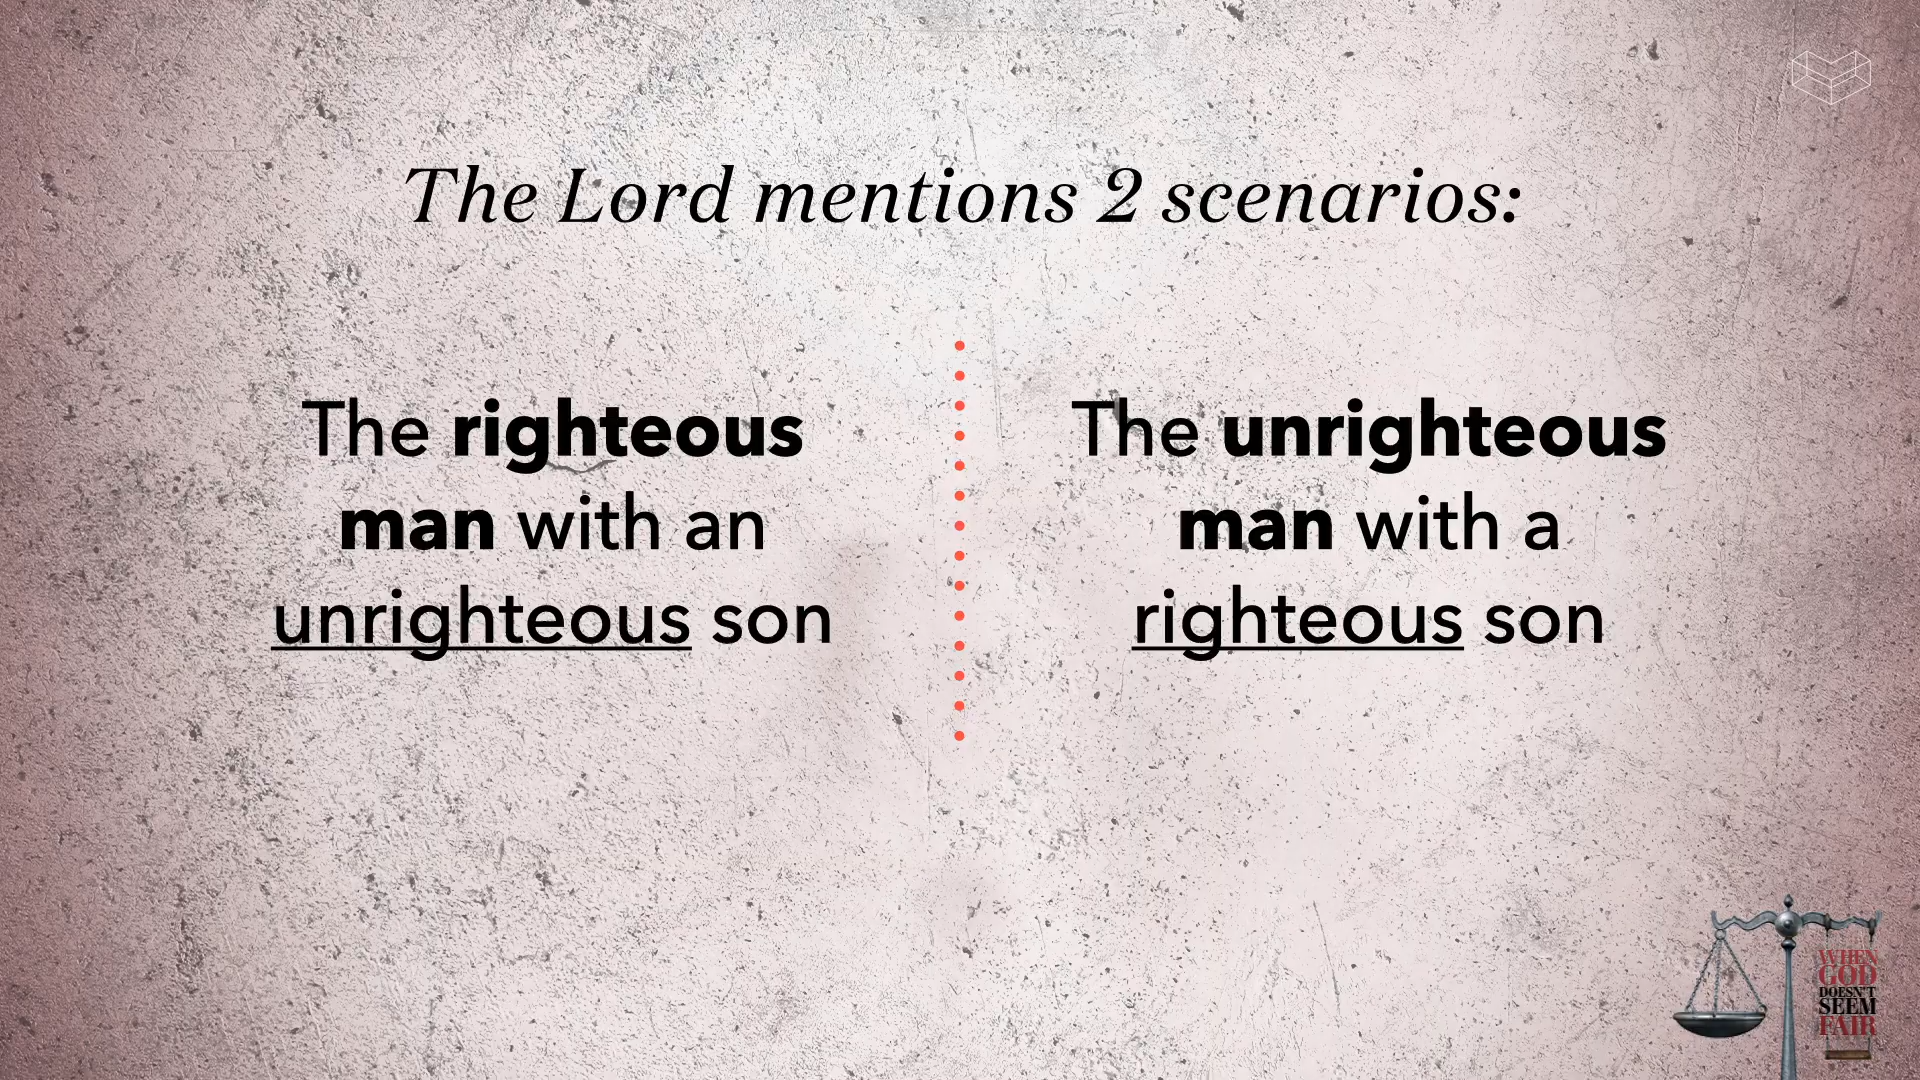 The Lord mentions 2 scenarios:
The righteous
man with an
unrighteous son
The unrighteous
man with a
righteous son
WHEN
GOD
DOESN'T
SEEM
FAIR